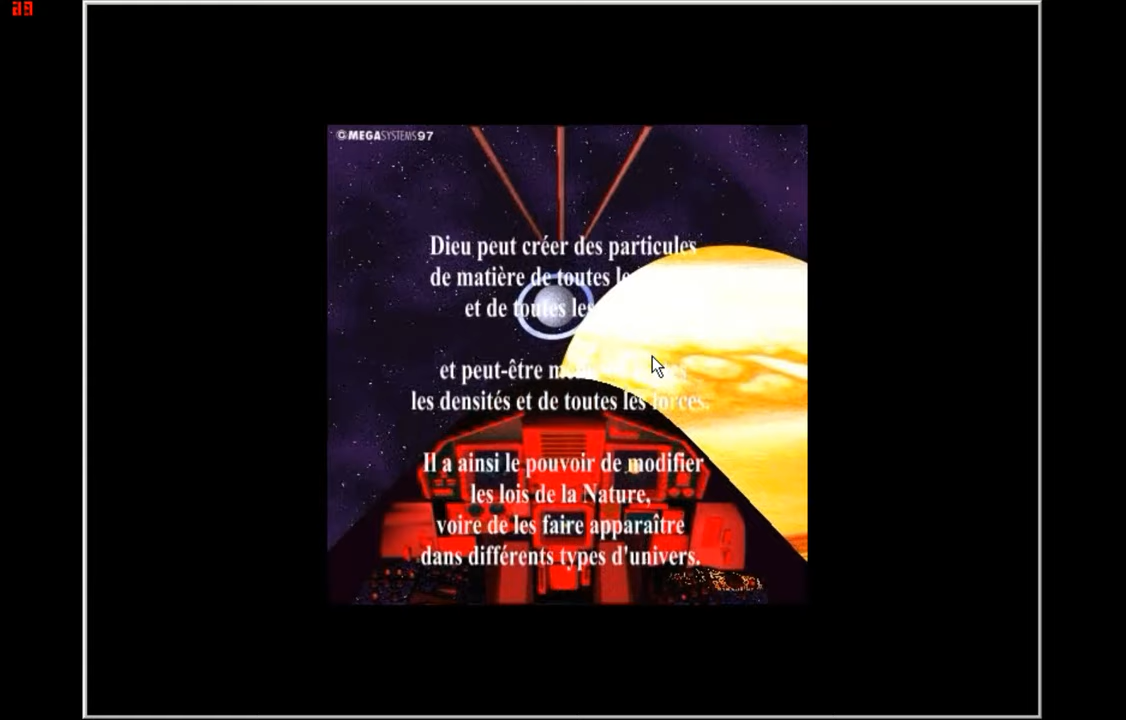 89
©MEGASYSTEMS97
Dieu peut créer des particules
de matière de toutes le
et de toutes les
et peut-être
les densités et de toutes les forces.
Il a ainsi le pouvoir de modifier
les lois de la Nature,
voire de les faire apparaître
dans différents types d'univers.